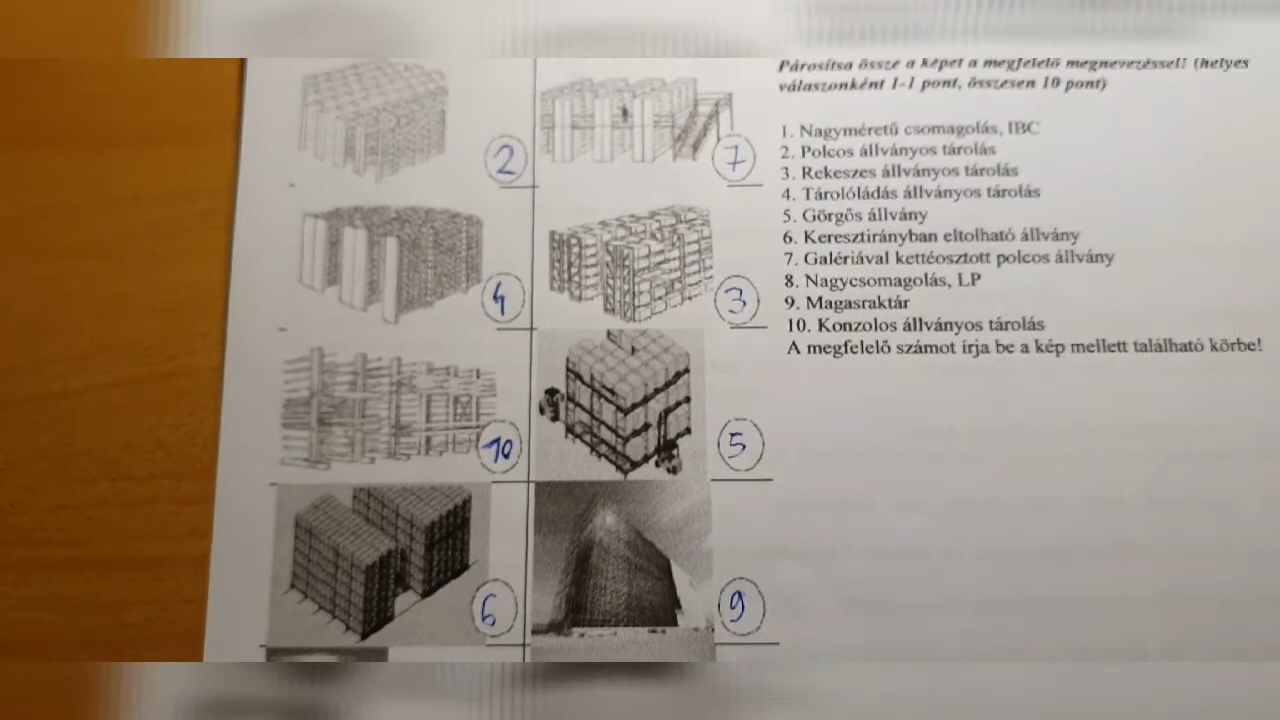 Párosítsa össze a képet a megfelelő megnevezéssel! (helyes
válaszonként 1-1 pont, összesen 10 pont)
1. Nagyméretű csomagolás, IBC
2. Polcos állványos tárolás
3. Rekeszes állványos tárolás
4. Tárolóládás állványos tárolás
5. Görgős állvány
6. Keresztirányban eltolható állvány
7. Galériával kettéosztott polcos állvány
8. Nagycsomagolás, LP
9. Magasraktár
10. Konzolos állványos tárolás
A megfelelő számot írja be a kép mellett található körbe!
2
7
4
3
10
5
6
9